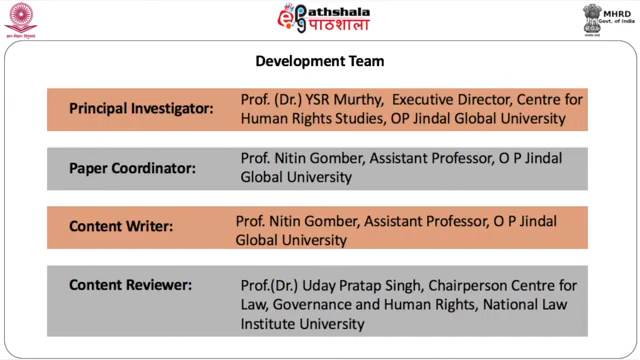 ePathshala
पाठशाला
MHRD
Govt. of India
Development Team
Principal Investigator:
Prof. (Dr.) YSR Murthy, Executive Director, Centre for
Human Rights Studies, OP Jindal Global University
Paper Coordinator:
Prof. Nitin Gomber, Assistant Professor, O P Jindal
Global University
Content Writer:
Prof. Nitin Gomber, Assistant Professor, O P Jindal
Global University
Content Reviewer:
Prof.(Dr.) Uday Pratap Singh, Chairperson Centre for
Law, Governance and Human Rights, National Law
Institute University